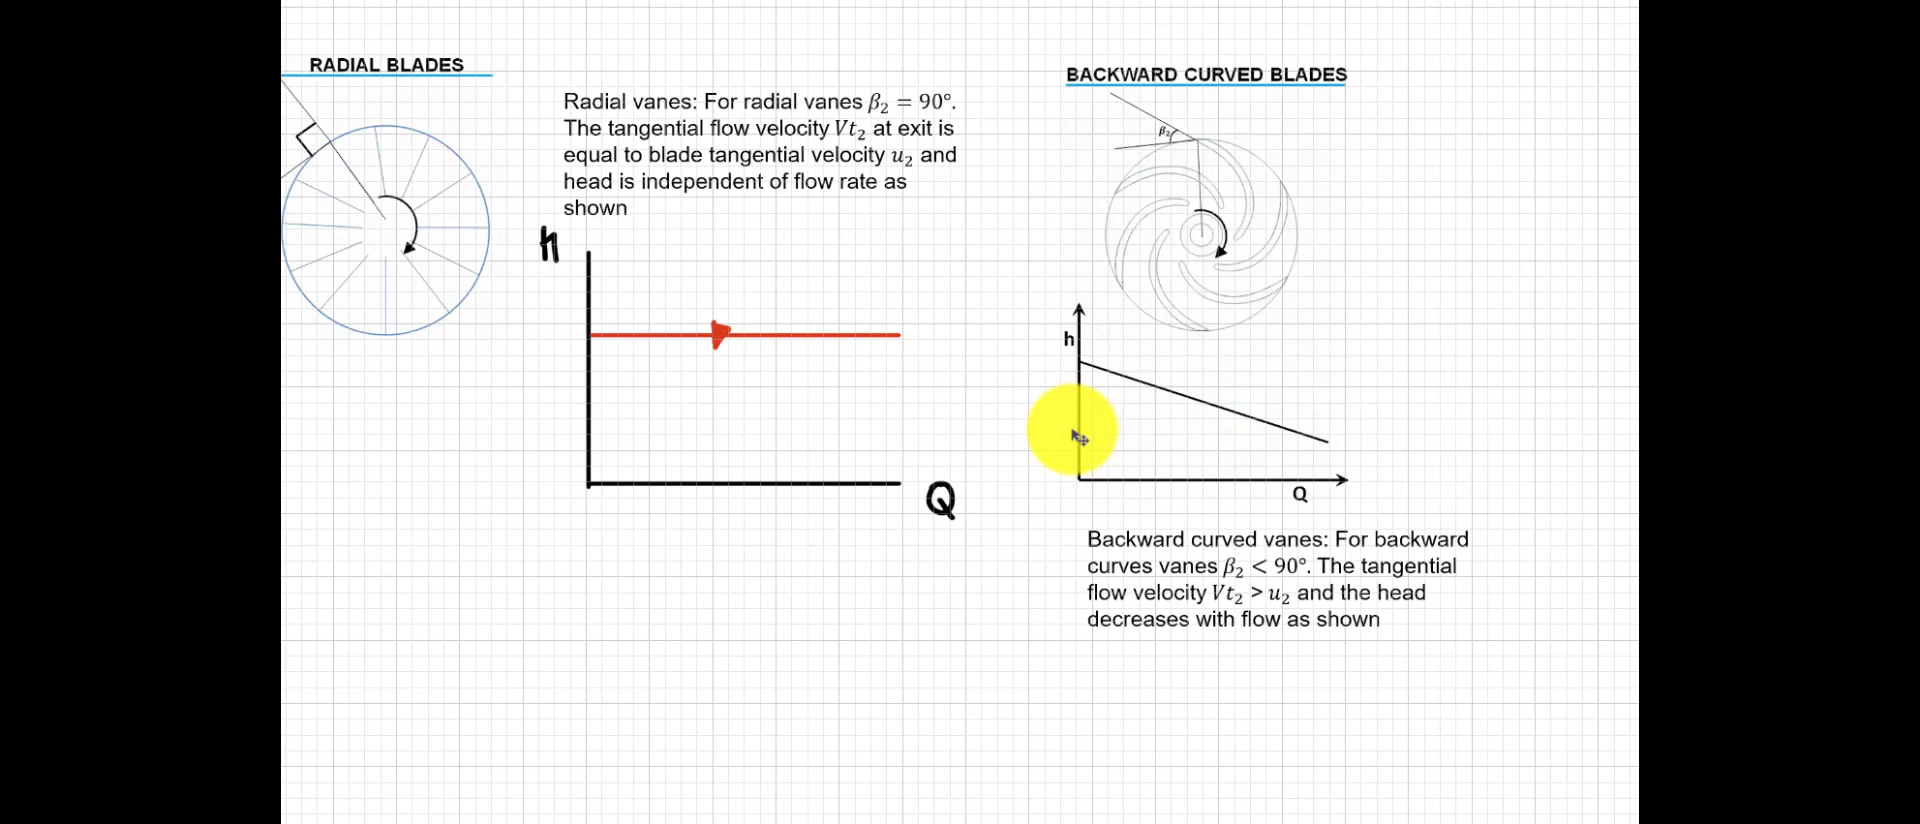 RADIAL BLADES
Radial vanes: For radial vanes β₂ = 90°.
The tangential flow velocity Vt₂ at exit is
equal to blade tangential velocity u₂ and
head is independent of flow rate as
shown
h
Q
BACKWARD CURVED BLADES
β₂
h
Q
Backward curved vanes: For backward
curves vanes β₂ < 90°. The tangential
flow velocity Vt₂ > u₂ and the head
decreases with flow as shown